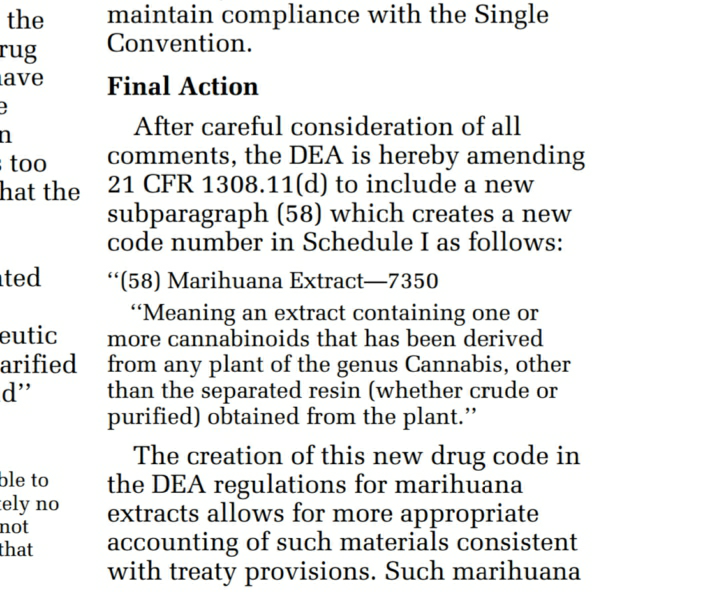 the
rug
have
e
n
too
hat the
ted
eutic
arified
d’’
ble to
ely no
not
that
maintain compliance with the Single
Convention.
Final Action
After careful consideration of all
comments, the DEA is hereby amending
21 CFR 1308.11(d) to include a new
subparagraph (58) which creates a new
code number in Schedule I as follows:
‘‘(58) Marihuana Extract—7350
‘‘Meaning an extract containing one or
more cannabinoids that has been derived
from any plant of the genus Cannabis, other
than the separated resin (whether crude or
purified) obtained from the plant.’’
The creation of this new drug code in
the DEA regulations for marihuana
extracts allows for more appropriate
accounting of such materials consistent
with treaty provisions. Such marihuana